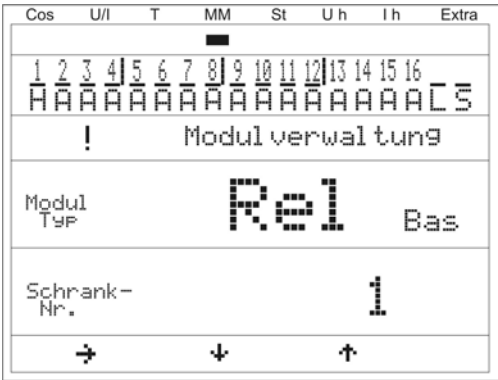 Cos U/I T MM St U h I h Extra
1 2 3 4 5 6 7 8 9 10 11 12 13 14 15 16
A A A A A A A A A A A A A A A A L S
! Modulverwaltung
Modul Typ Rel Bas
Schrank-Nr. 1
→ ↓ ↑